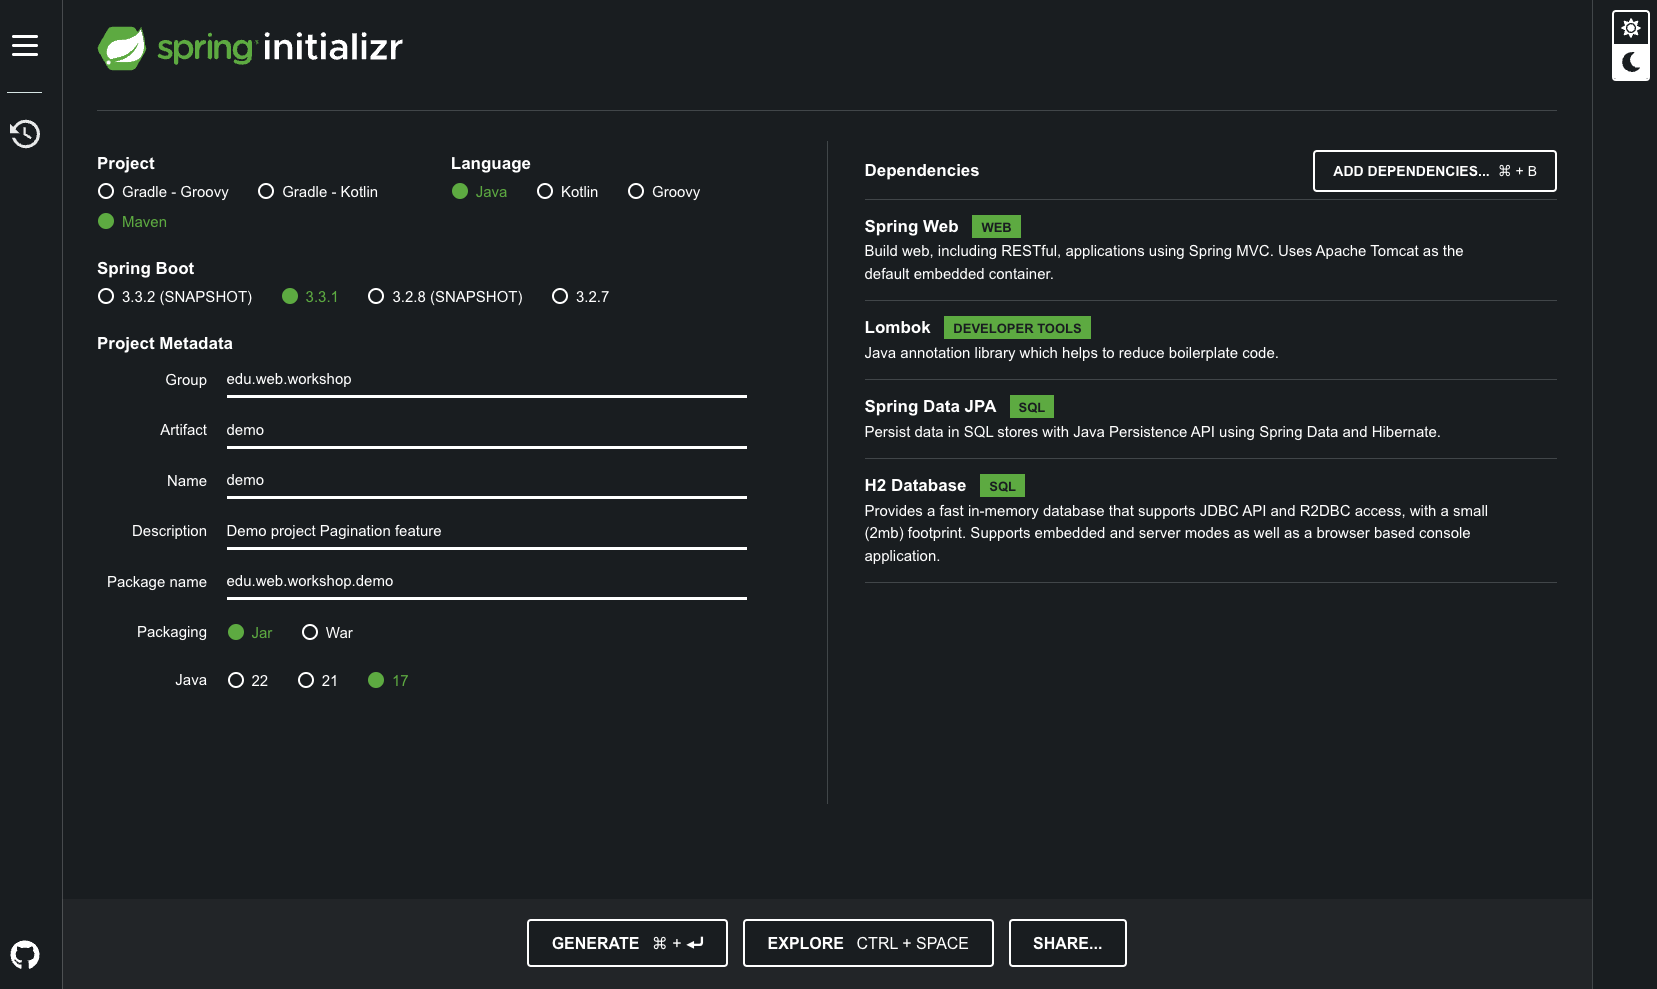 spring initializr
Project
Gradle - Groovy Gradle - Kotlin
Maven
Language
Java Kotlin Groovy
Spring Boot
3.3.2 (SNAPSHOT) 3.3.1 3.2.8 (SNAPSHOT) 3.2.7
Project Metadata
Group edu.web.workshop
Artifact demo
Name demo
Description Demo project Pagination feature
Package name edu.web.workshop.demo
Packaging Jar War
Java 22 21 17
Dependencies
ADD DEPENDENCIES... ⌘ + B
Spring Web WEB
Build web, including RESTful, applications using Spring MVC. Uses Apache Tomcat as the
default embedded container.
Lombok DEVELOPER TOOLS
Java annotation library which helps to reduce boilerplate code.
Spring Data JPA SQL
Persist data in SQL stores with Java Persistence API using Spring Data and Hibernate.
H2 Database SQL
Provides a fast in-memory database that supports JDBC API and R2DBC access, with a small
(2mb) footprint. Supports embedded and server modes as well as a browser based console
application.
GENERATE ⌘ + ⏎
EXPLORE CTRL + SPACE
SHARE...